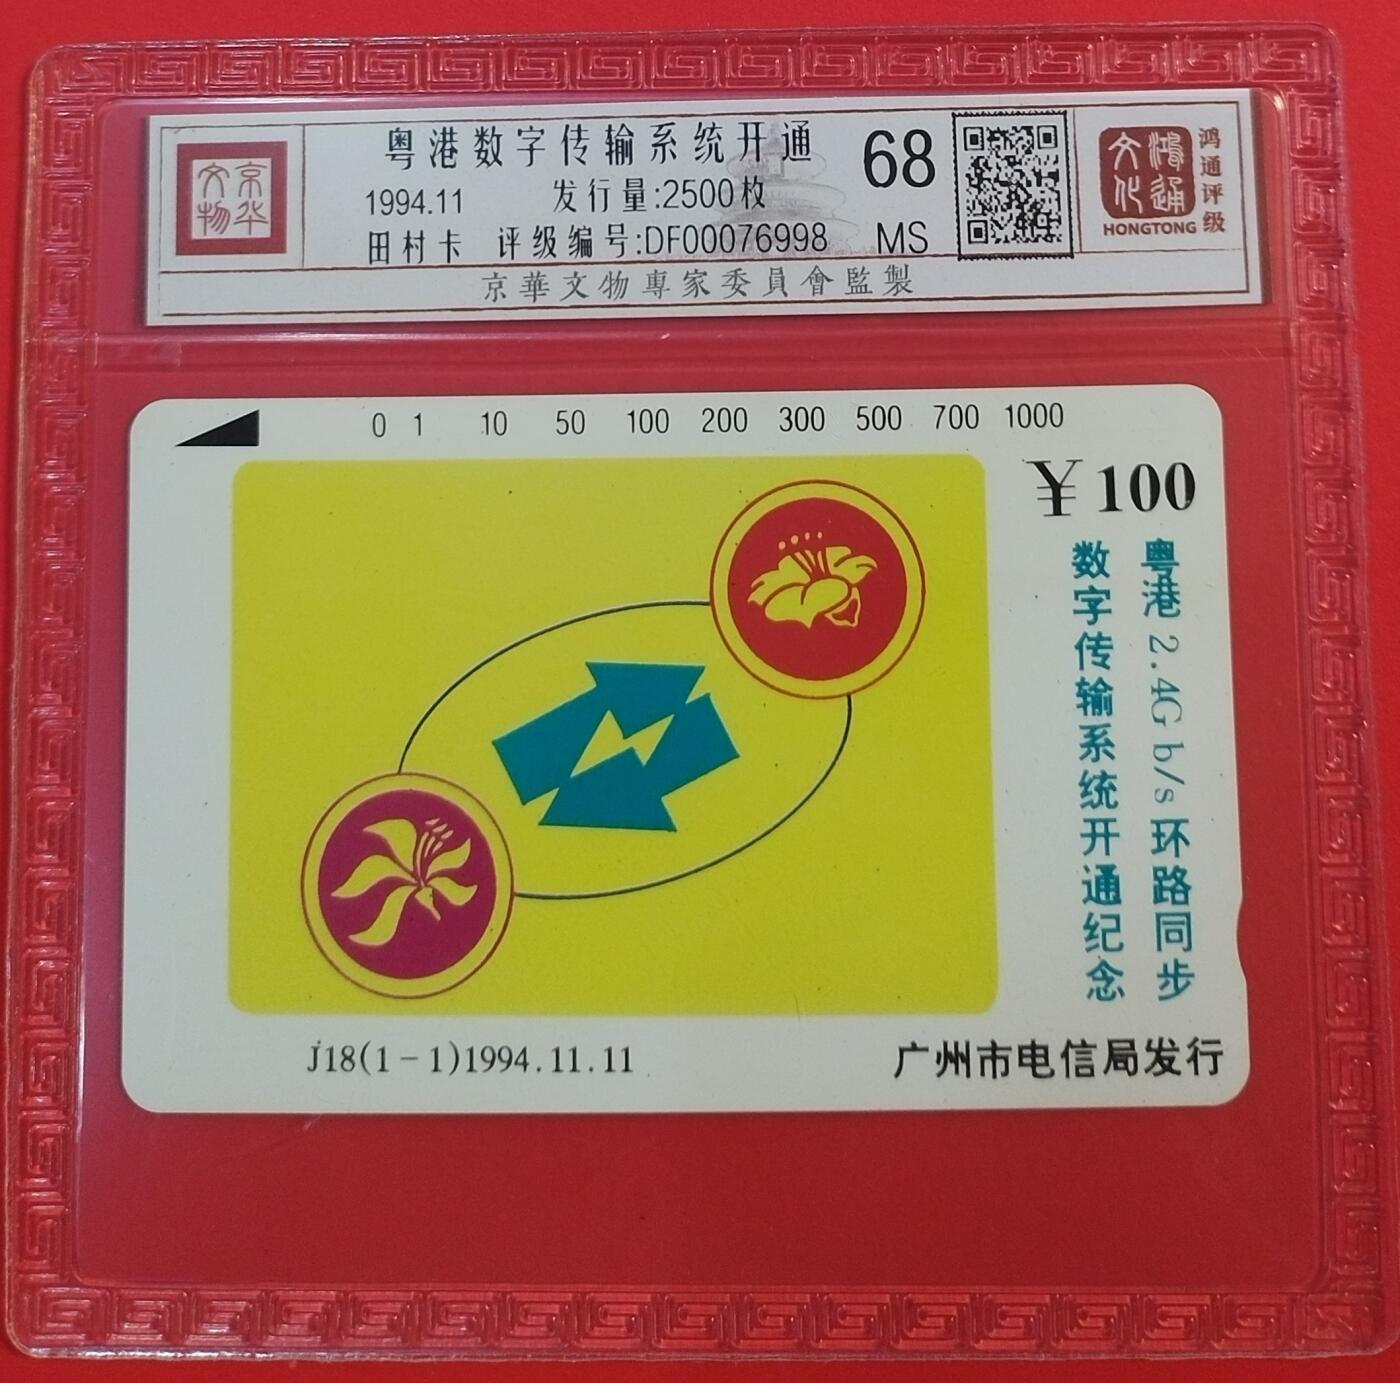 京华文物
粤港数字传输系统开通
1994.11 发行量:2500枚
田村卡 评级编号:DF00076998
68
MS
鸿通文化
HONGTONG
鸿通评级
京華文物專家委員會監製
0 1 10 50 100 200 300 500 700 1000
¥100
粤港2.4G b/s环路同步
数字传输系统开通纪念
J18(1-1)1994.11.11
广州市电信局发行